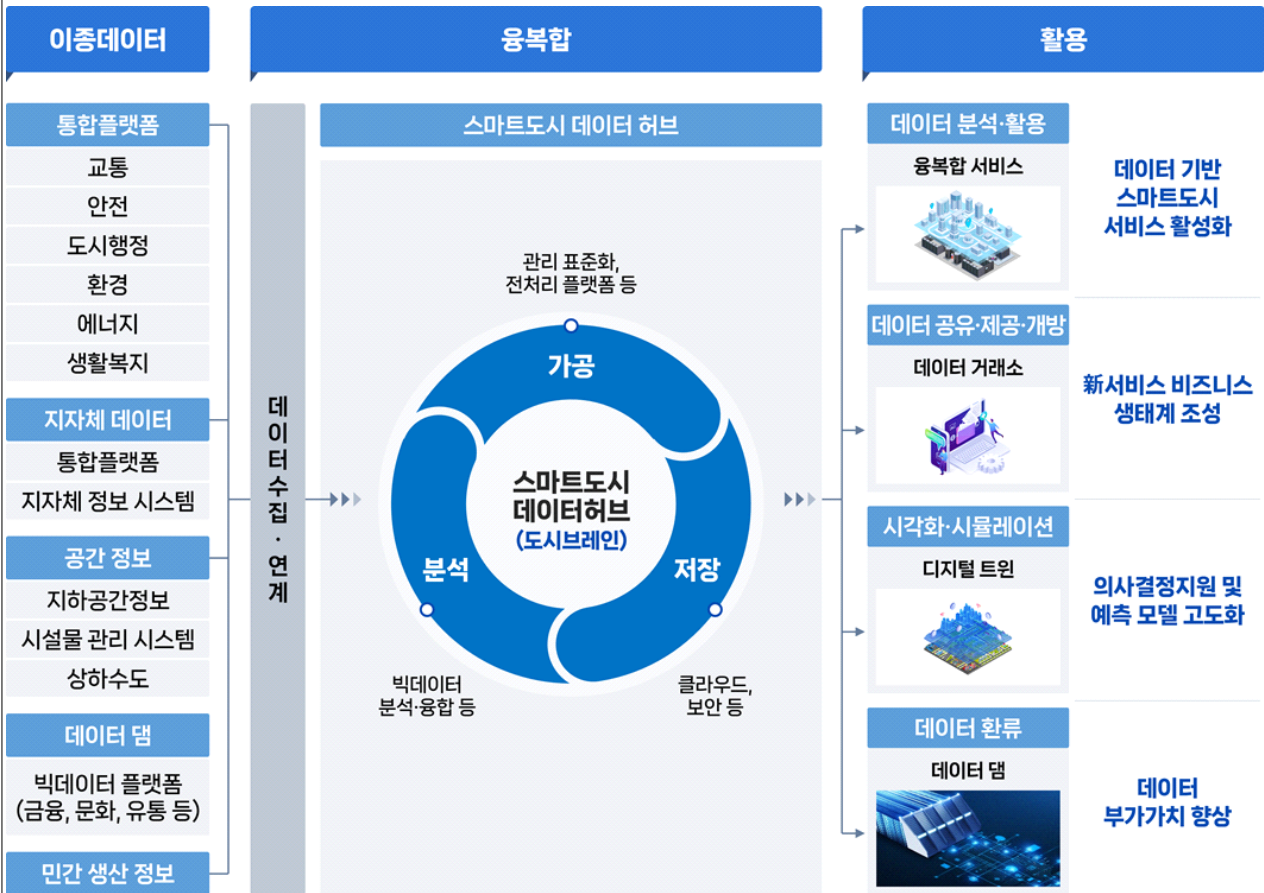 이종데이터
융복합
활용
통합플랫폼
교통
안전
도시행정
환경
에너지
생활복지
지자체 데이터
통합플랫폼
지자체 정보 시스템
공간 정보
지하공간정보
시설물 관리 시스템
상하수도
데이터 댐
빅데이터 플랫폼
(금융, 문화, 유통 등)
민간 생산 정보
데이터수집·연계
스마트도시 데이터 허브
관리 표준화,
전처리 플랫폼 등
가공
스마트도시
데이터허브
(도시브레인)
분석
저장
빅데이터
분석·융합 등
클라우드,
보안 등
데이터 분석·활용
융복합 서비스
데이터 기반
스마트도시
서비스 활성화
데이터 공유·제공·개방
데이터 거래소
新서비스 비즈니스
생태계 조성
시각화·시뮬레이션
디지털 트윈
의사결정지원 및
예측 모델 고도화
데이터 환류
데이터 댐
데이터
부가가치 향상